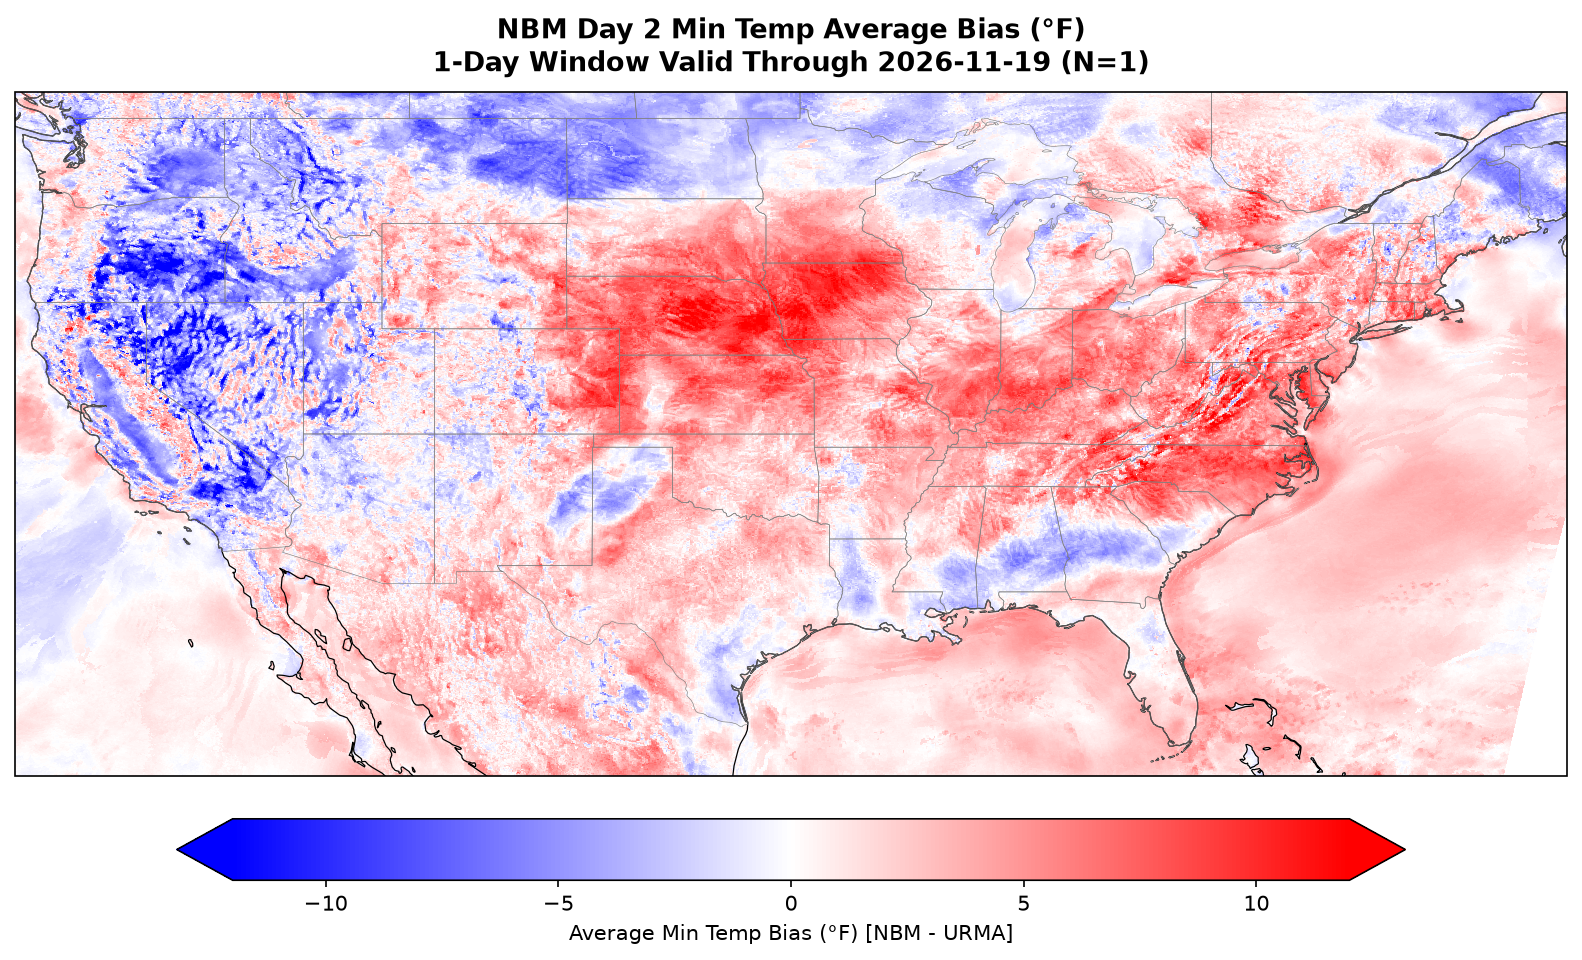 NBM Day 2 Min Temp Average Bias (°F)
1-Day Window Valid Through 2026-11-19 (N=1)
−10 −5 0 5 10
Average Min Temp Bias (°F) [NBM - URMA]